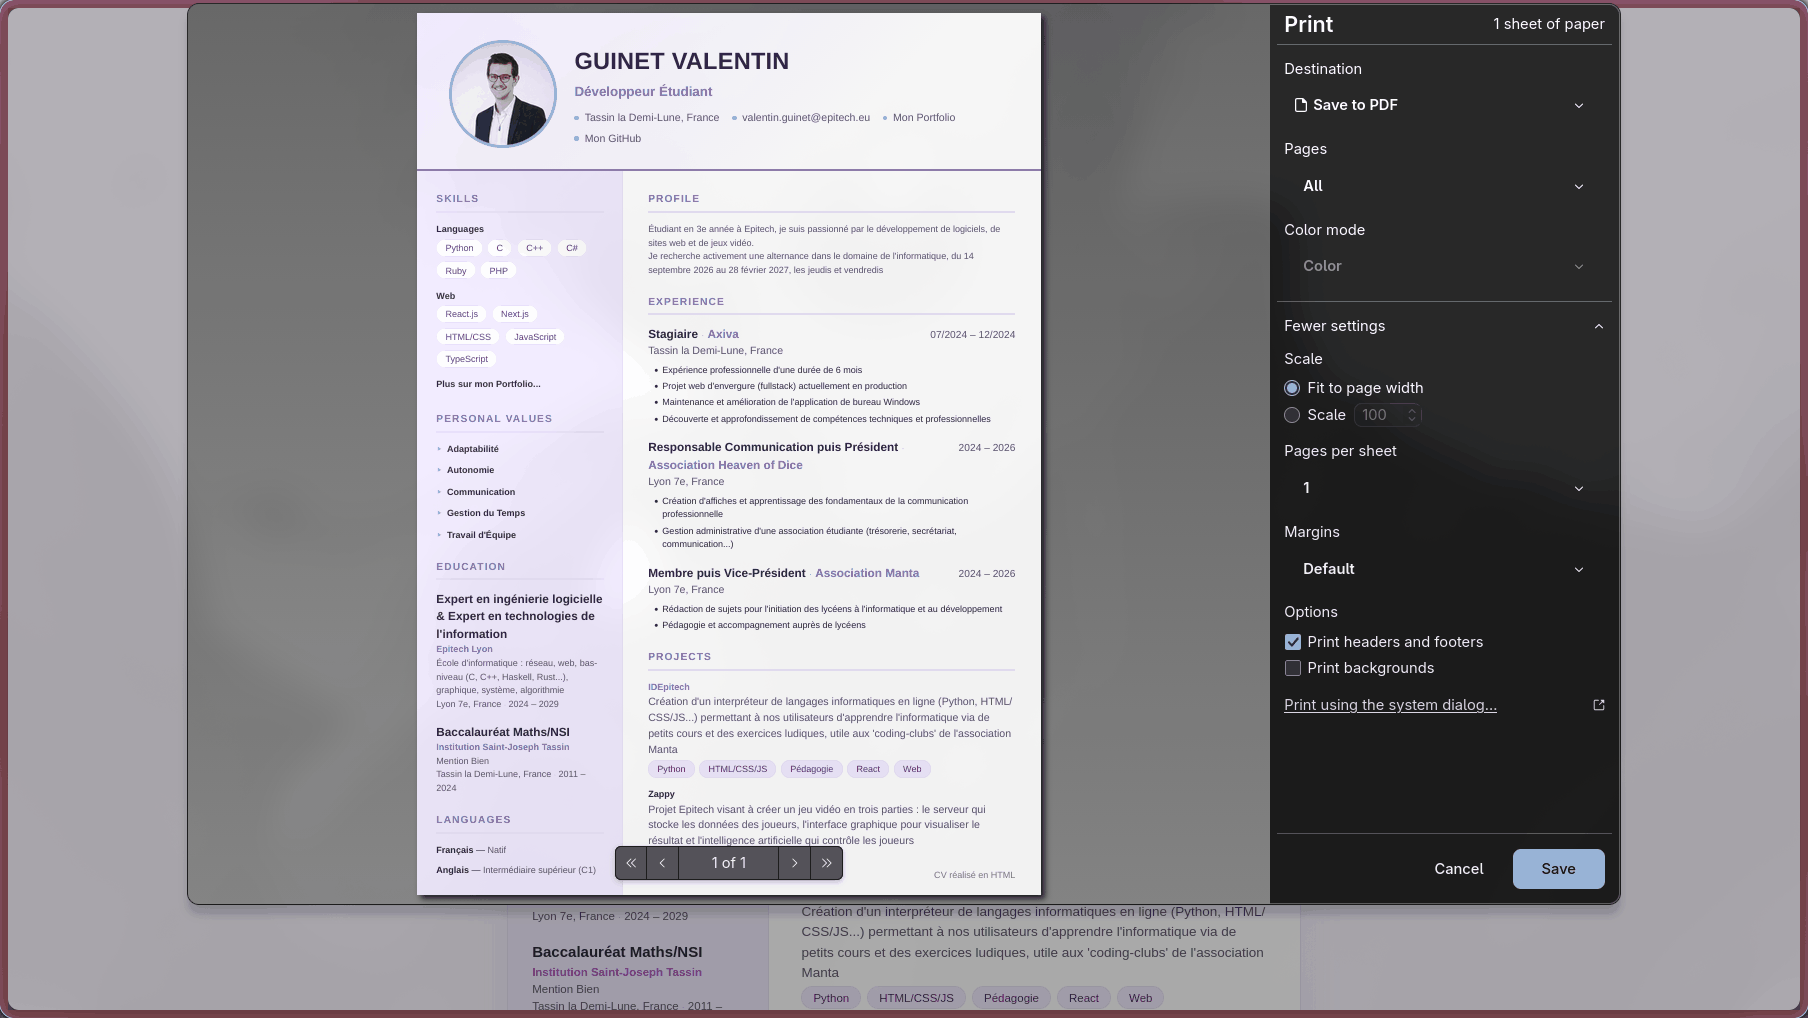 GUINET VALENTIN
Développeur Étudiant
Tassin la Demi-Lune, France valentin.guinet@epitech.eu Mon Portfolio
Mon GitHub
SKILLS
Languages
Python C C++ C#
Ruby PHP
Web
React.js Next.js
HTML/CSS JavaScript
TypeScript
Plus sur mon Portfolio...
PERSONAL VALUES
Adaptabilité
Autonomie
Communication
Gestion du Temps
Travail d'Équipe
EDUCATION
Expert en ingénierie logicielle
& Expert en technologies de
l'information
Epitech Lyon
École d'informatique : réseau, web, bas-
niveau (C, C++, Haskell, Rust...),
graphique, système, algorithmie
Lyon 7e, France 2024 – 2029
Baccalauréat Maths/NSI
Institution Saint-Joseph Tassin
Mention Bien
Tassin la Demi-Lune, France 2011 –
2024
LANGUAGES
Français — Natif
Anglais — Intermédiaire supérieur (C1)
PROFILE
Étudiant en 3e année à Epitech, je suis passionné par le développement de logiciels, de
sites web et de jeux vidéo.
Je recherche activement une alternance dans le domaine de l'informatique, du 14
septembre 2026 au 28 février 2027, les jeudis et vendredis
EXPERIENCE
Stagiaire Axiva 07/2024 – 12/2024
Tassin la Demi-Lune, France
• Expérience professionnelle d'une durée de 6 mois
• Projet web d'envergure (fullstack) actuellement en production
• Maintenance et amélioration de l'application de bureau Windows
• Découverte et approfondissement de compétences techniques et professionnelles
Responsable Communication puis Président 2024 – 2026
Association Heaven of Dice
Lyon 7e, France
• Création d'affiches et apprentissage des fondamentaux de la communication
professionnelle
• Gestion administrative d'une association étudiante (trésorerie, secrétariat,
communication...)
Membre puis Vice-Président · Association Manta 2024 – 2026
Lyon 7e, France
• Rédaction de sujets pour l'initiation des lycéens à l'informatique et au développement
• Pédagogie et accompagnement auprès de lycéens
PROJECTS
IDEpitech
Création d'un interpréteur de langages informatiques en ligne (Python, HTML/
CSS/JS...) permettant à nos utilisateurs d'apprendre l'informatique via de
petits cours et des exercices ludiques, utile aux 'coding-clubs' de l'association
Manta
Python HTML/CSS/JS Pédagogie React Web
Zappy
Projet Epitech visant à créer un jeu vidéo en trois parties : le serveur qui
stocke les données des joueurs, l'interface graphique pour visualiser le
résultat et l'intelligence artificielle qui contrôle les joueurs
CV réalisé en HTML
1 of 1
Print 1 sheet of paper
Destination
Save to PDF
Pages
All
Color mode
Color
Fewer settings
Scale
Fit to page width
Scale 100
Pages per sheet
1
Margins
Default
Options
Print headers and footers
Print backgrounds
Print using the system dialog...
Cancel Save
Lyon 7e, France 2024 – 2029
Baccalauréat Maths/NSI
Institution Saint-Joseph Tassin
Mention Bien
Tassin la Demi-Lune, France 2011 –
Création d'un interpréteur de langages informatiques en ligne (Python, HTML/
CSS/JS...) permettant à nos utilisateurs d'apprendre l'informatique via de
petits cours et des exercices ludiques, utile aux 'coding-clubs' de l'association
Manta
Python HTML/CSS/JS Pédagogie React Web